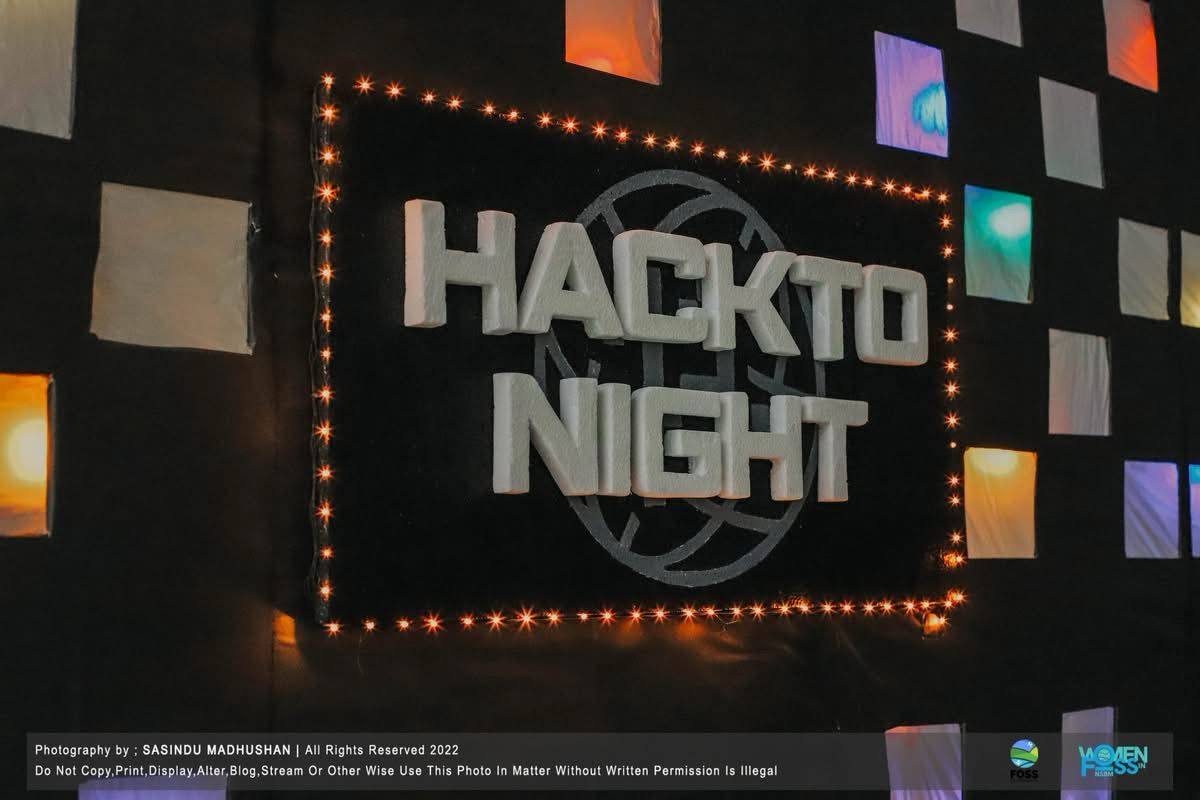 HACKTO
NIGHT
Photography by ; SASINDU MADHUSHAN | All Rights Reserved 2022
Do Not Copy,Print,Display,Alter,Blog,Stream Or Other Wise Use This Photo In Matter Without Written Permission Is Illegal
FOSS
WOMEN
IN
FOSS
NSBM